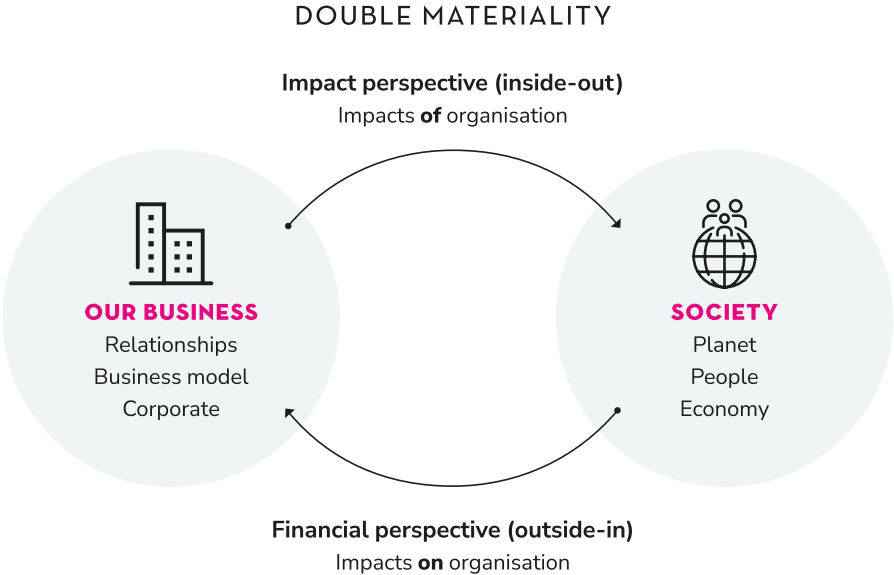 DOUBLE MATERIALITY
Impact perspective (inside-out)
Impacts of organisation
OUR BUSINESS
Relationships
Business model
Corporate
SOCIETY
Planet
People
Economy
Financial perspective (outside-in)
Impacts on organisation